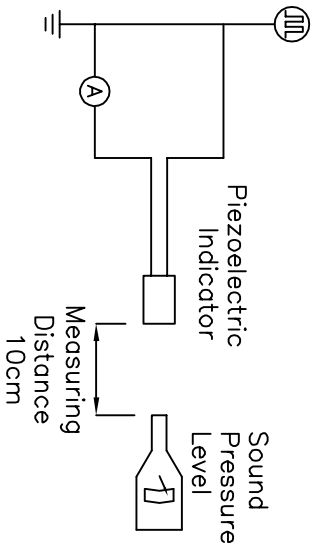 A
Piezoelectric
Indicator
Measuring
Distance
10cm
Sound
Pressure
Level